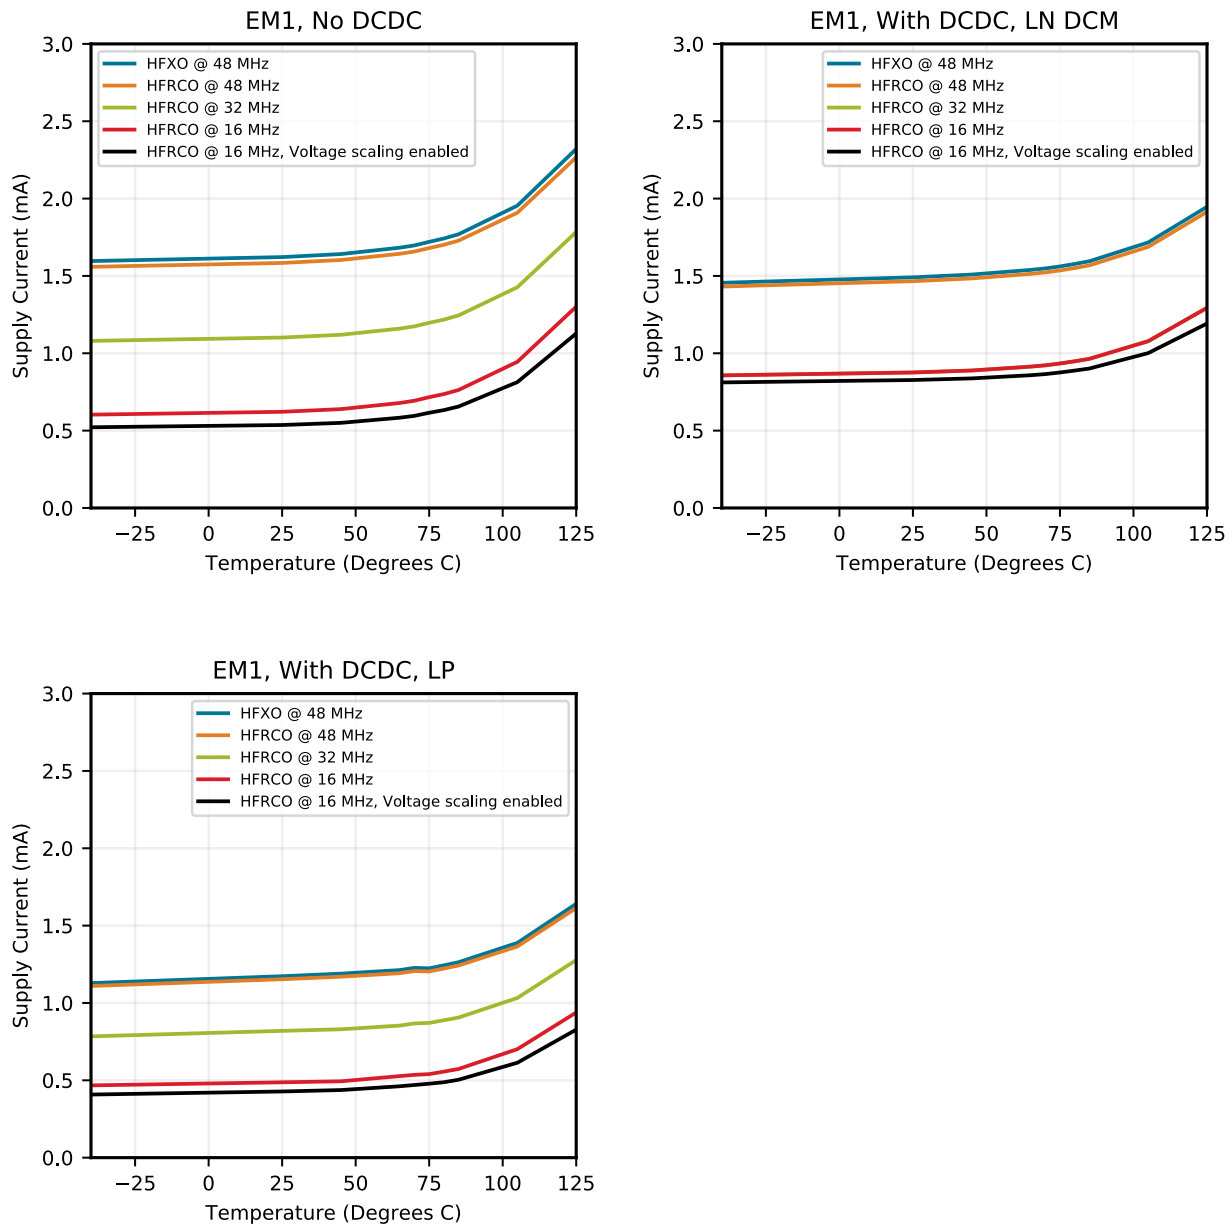 EM1, No DCDC
3.0
2.5
2.0
1.5
1.0
0.5
0.0
Supply Current (mA)
HFXO @ 48 MHz
HFRCO @ 48 MHz
HFRCO @ 32 MHz
HFRCO @ 16 MHz
HFRCO @ 16 MHz, Voltage scaling enabled
−25 0 25 50 75 100 125
Temperature (Degrees C)
EM1, With DCDC, LN DCM
3.0
2.5
2.0
1.5
1.0
0.5
0.0
Supply Current (mA)
HFXO @ 48 MHz
HFRCO @ 48 MHz
HFRCO @ 32 MHz
HFRCO @ 16 MHz
HFRCO @ 16 MHz, Voltage scaling enabled
−25 0 25 50 75 100 125
Temperature (Degrees C)
EM1, With DCDC, LP
3.0
2.5
2.0
1.5
1.0
0.5
0.0
Supply Current (mA)
HFXO @ 48 MHz
HFRCO @ 48 MHz
HFRCO @ 32 MHz
HFRCO @ 16 MHz
HFRCO @ 16 MHz, Voltage scaling enabled
−25 0 25 50 75 100 125
Temperature (Degrees C)